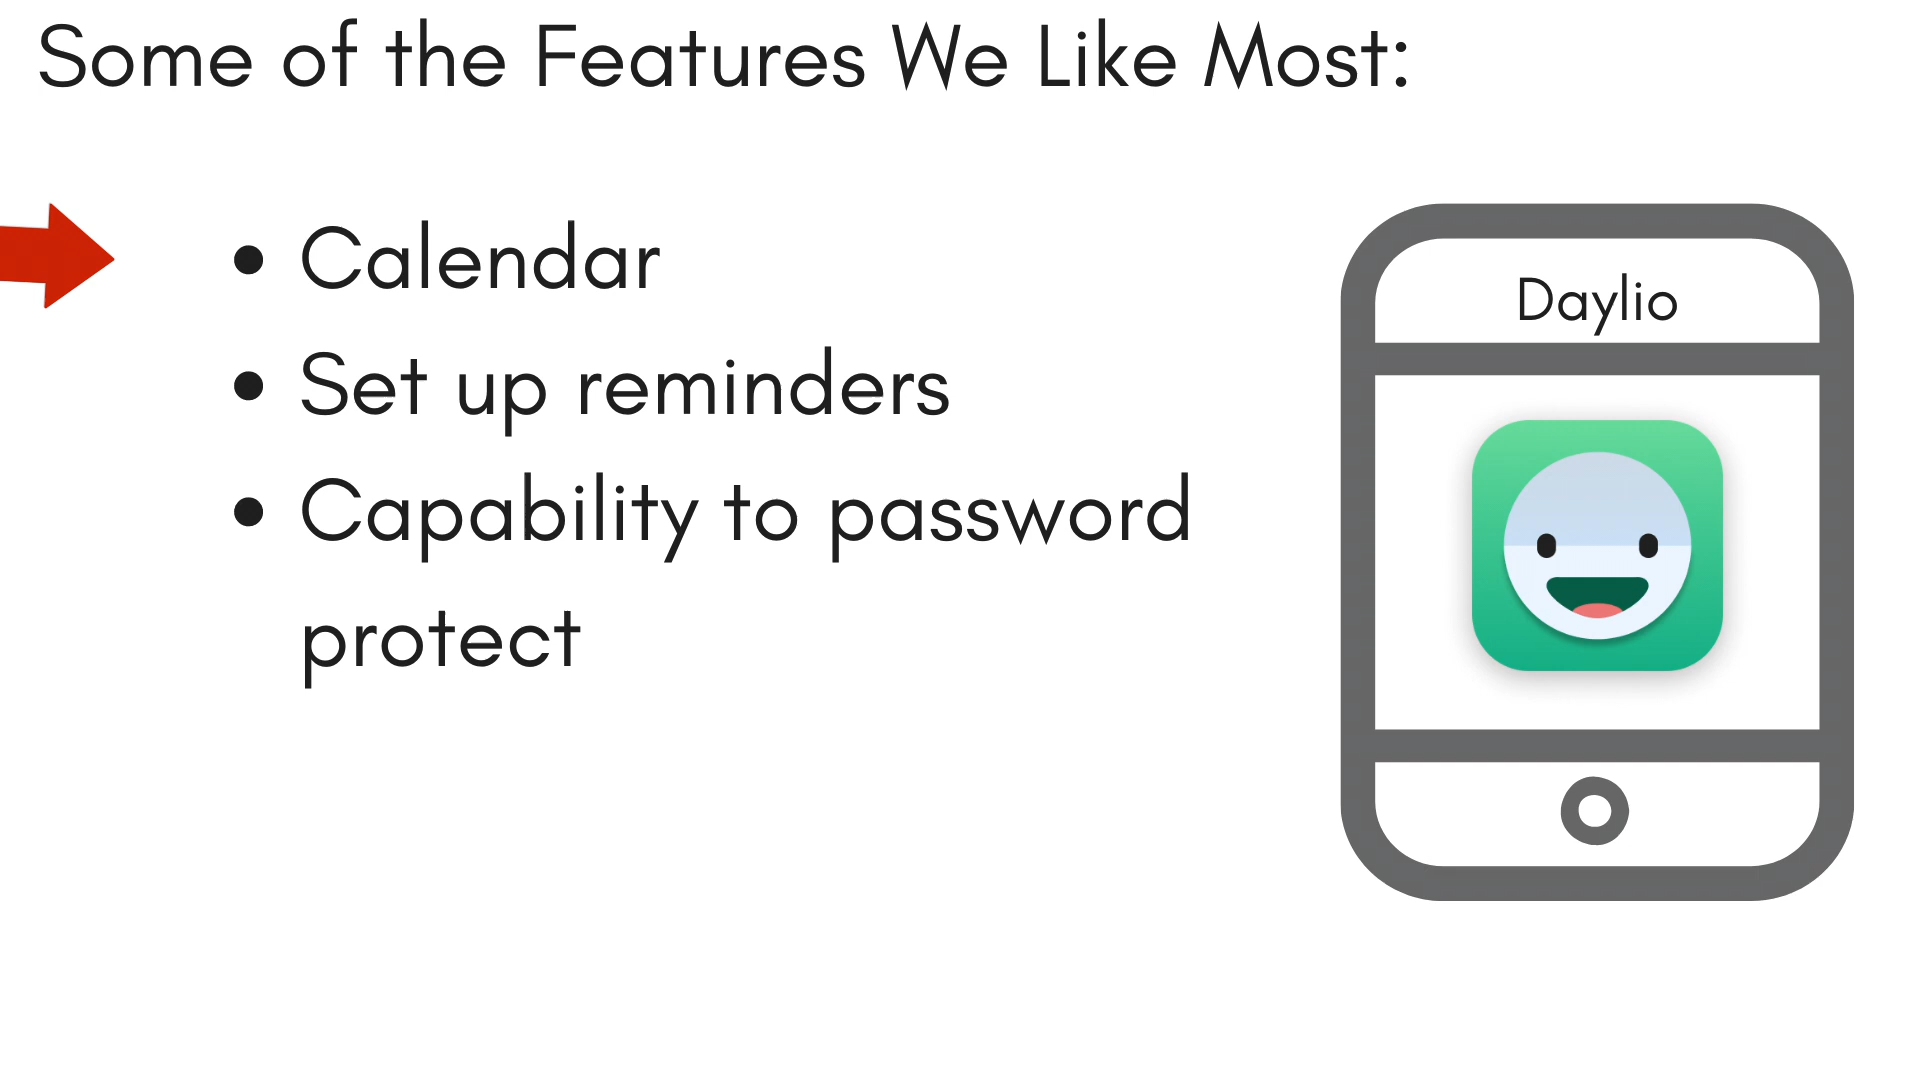 Some of the Features We Like Most:
• Calendar
• Set up reminders
• Capability to password
protect
Daylio